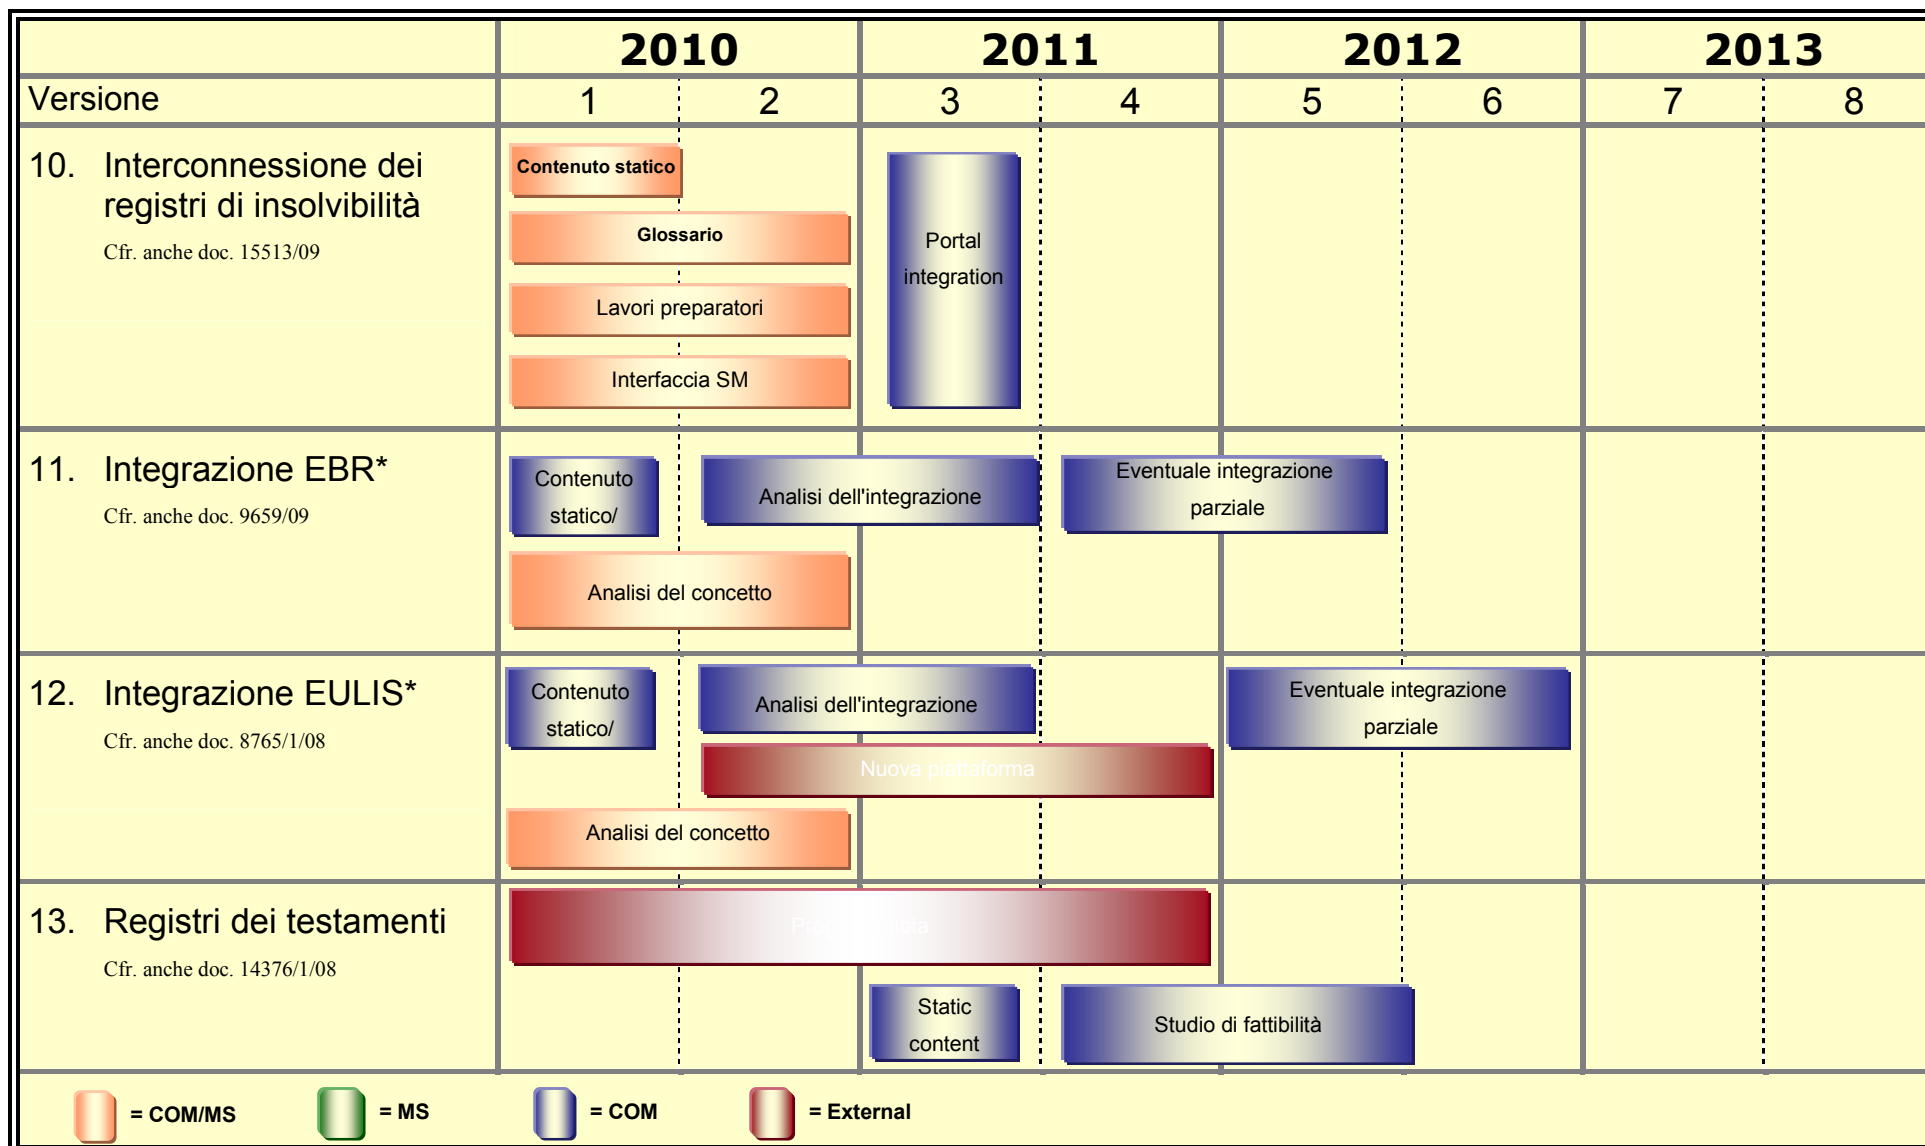 2010 2011 2012 2013
Versione 1 2 3 4 5 6 7 8
10. Interconnessione dei
registri di insolvibilità
Cfr. anche doc. 15513/09
Contenuto statico
Glossario
Lavori preparatori
Interfaccia SM
Portal
integration
11. Integrazione EBR*
Cfr. anche doc. 9659/09
Contenuto
statico/
Analisi dell'integrazione
Eventuale integrazione
parziale
Analisi del concetto
12. Integrazione EULIS*
Cfr. anche doc. 8765/1/08
Contenuto
statico/
Analisi dell'integrazione
Eventuale integrazione
parziale
Nuova piattaforma
Analisi del concetto
13. Registri dei testamenti
Cfr. anche doc. 14376/1/08
Static
content
Studio di fattibilità
= COM/MS
= MS
= COM
= External